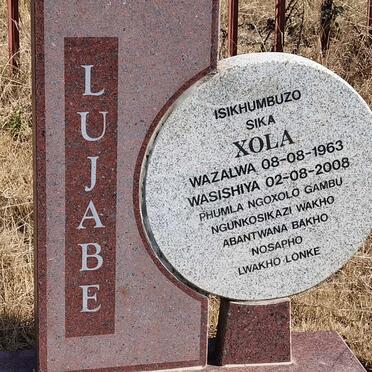 LUJABE
ISIKHUMBUZO
SIKA
XOLA
WAZALWA 08-08-1963
WASISHIYA 02-08-2008
PHUMLA NGOXOLO GAMBU
NGUNKOSIKAZI WAKHO
ABANTWANA BAKHO
NOSAPHO
LWAKHO LONKE